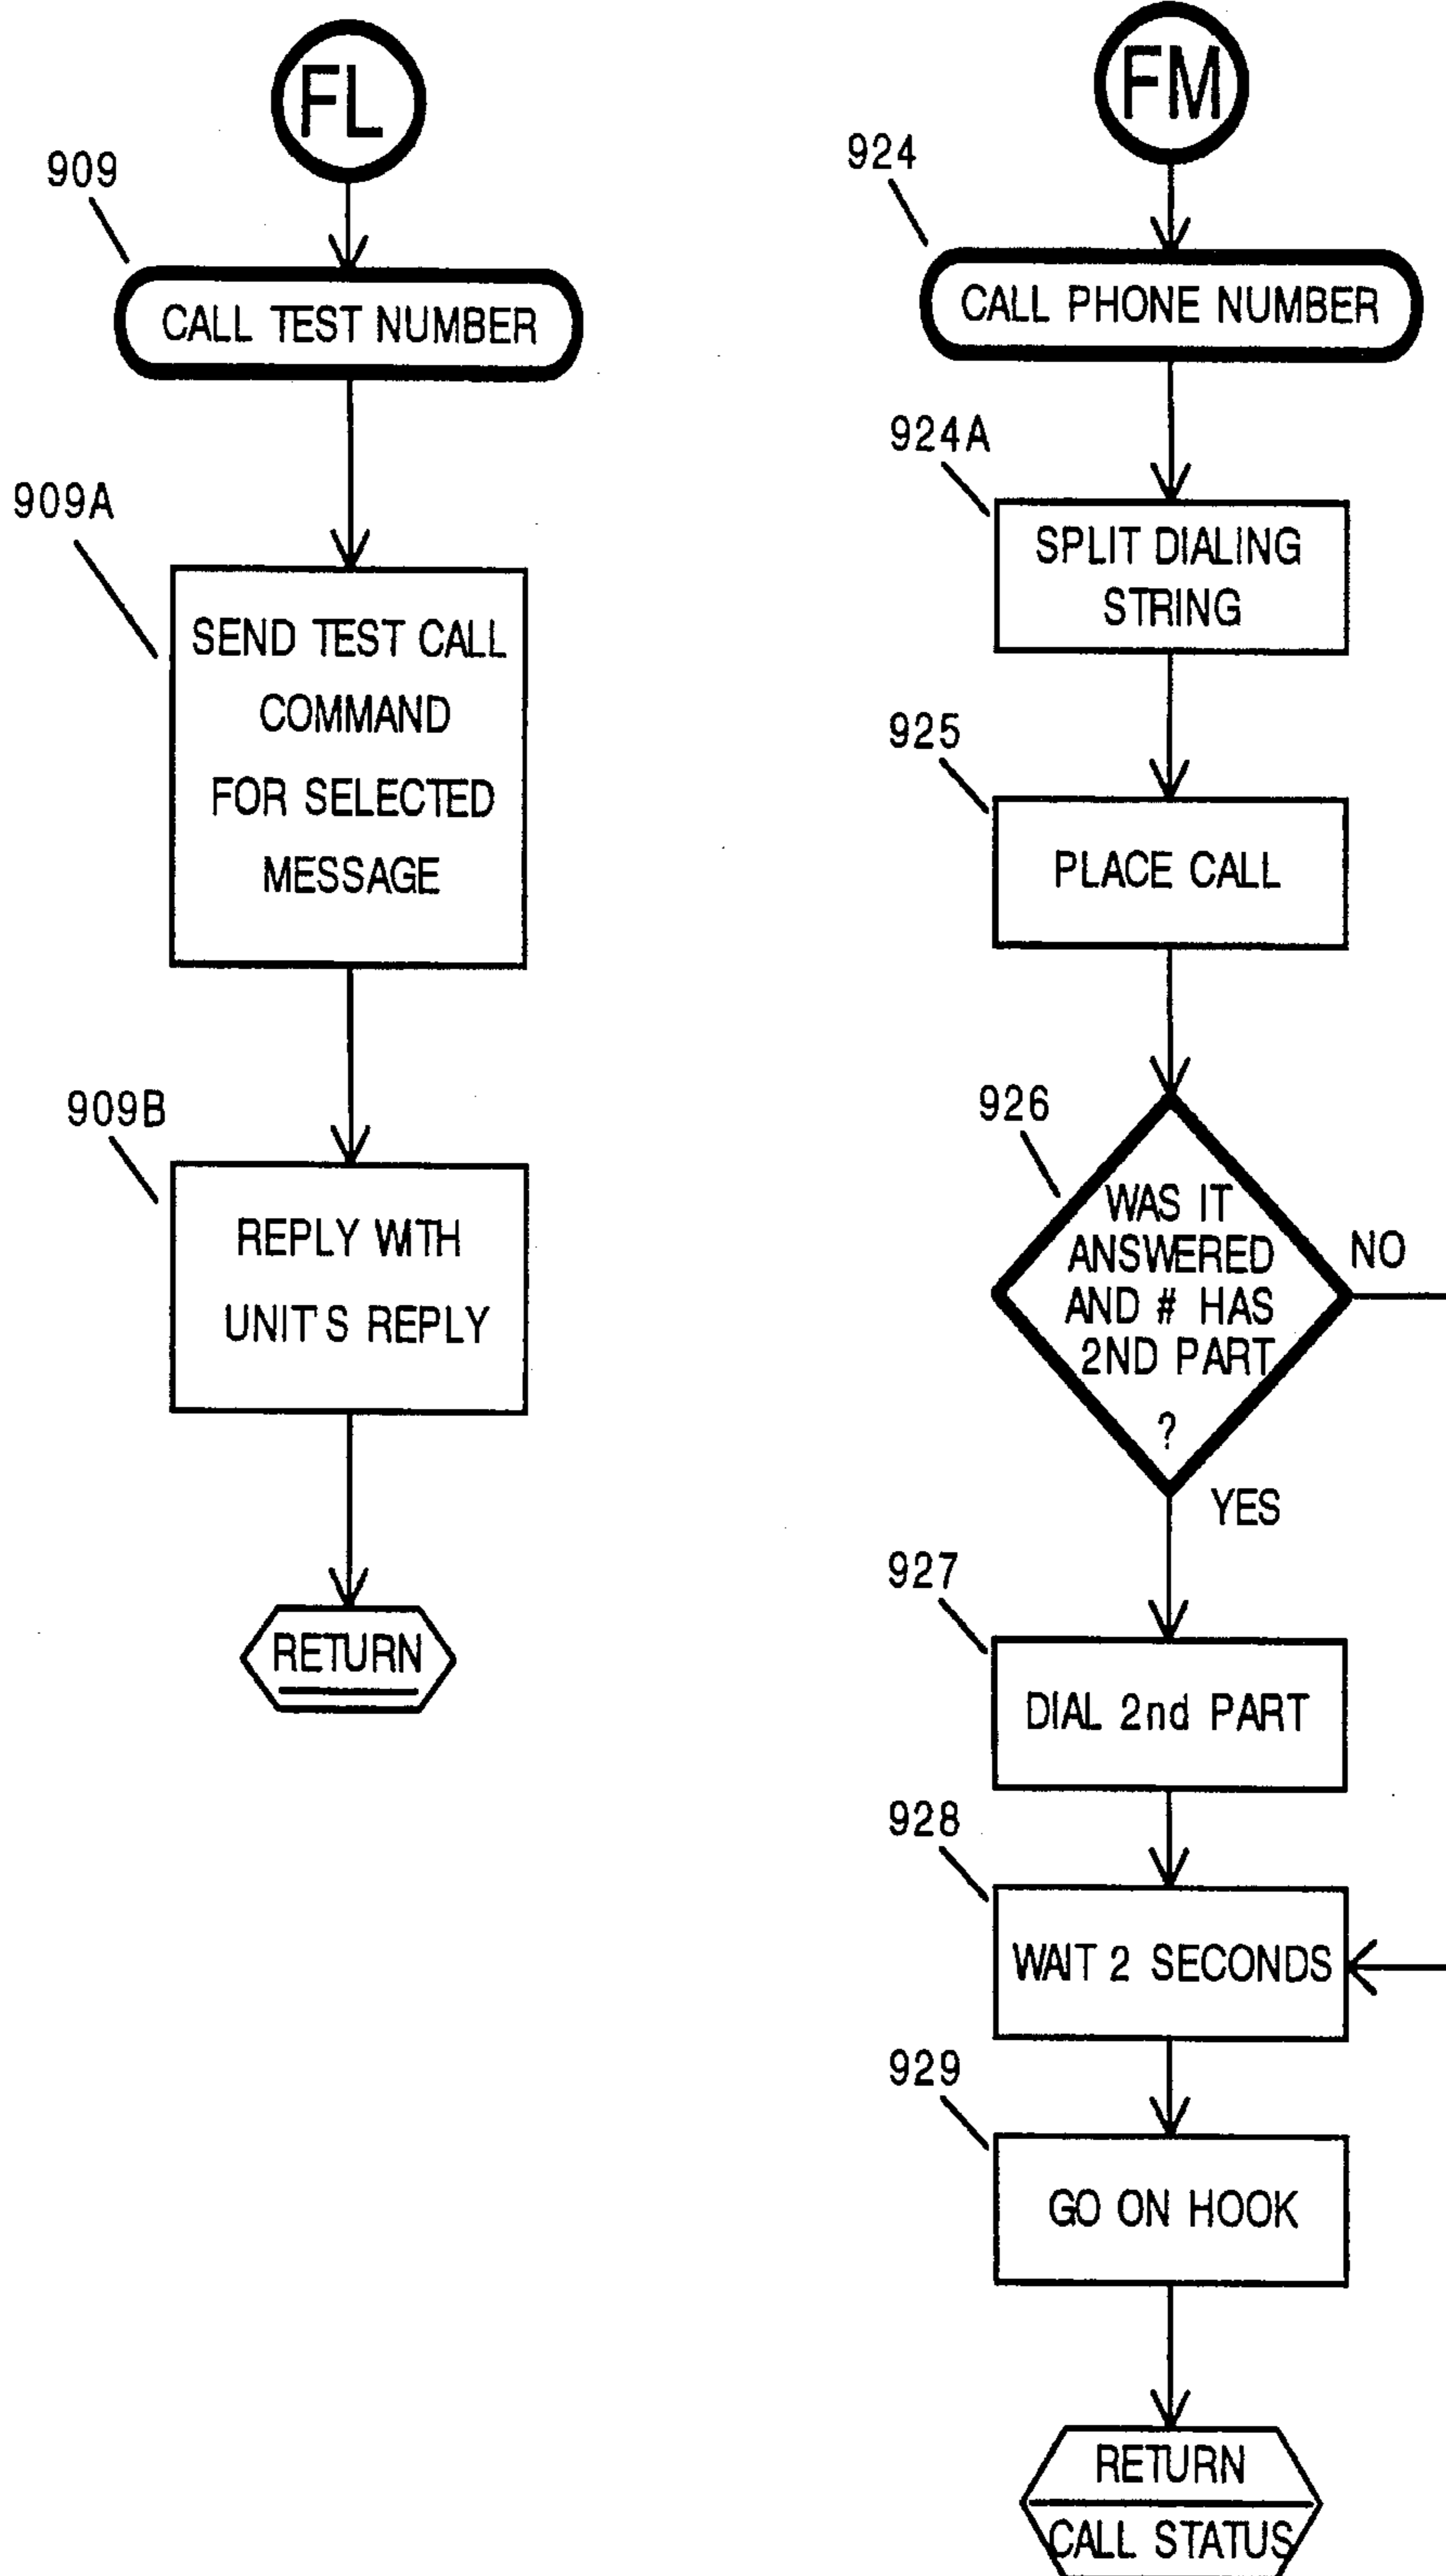 FL
909
CALL TEST NUMBER
909A
SEND TEST CALL
COMMAND
FOR SELECTED
MESSAGE
909B
REPLY WITH
UNIT'S REPLY
RETURN
FM
924
CALL PHONE NUMBER
924A
SPLIT DIALING
STRING
925
PLACE CALL
926
WAS IT
ANSWERED
AND # HAS
2ND PART
?
NO
YES
927
DIAL 2nd PART
928
WAIT 2 SECONDS
929
GO ON HOOK
RETURN
CALL STATUS